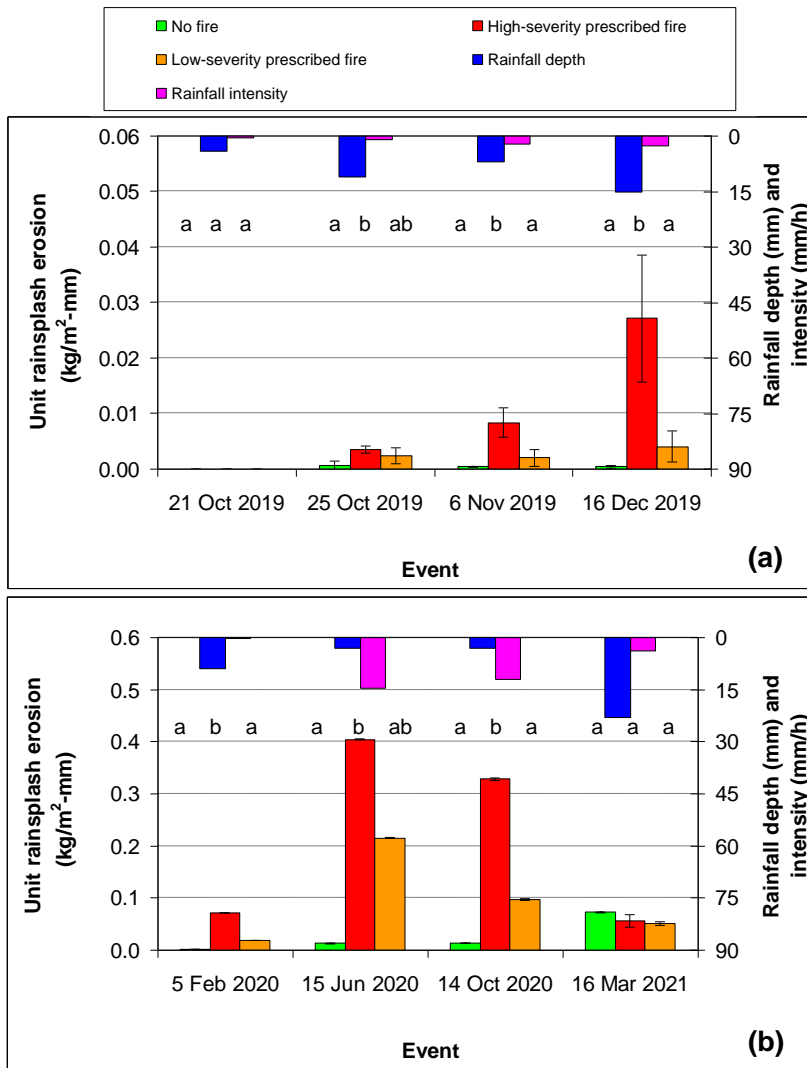 No fire
High-severity prescribed fire
Low-severity prescribed fire
Rainfall depth
Rainfall intensity
0.06
0.05
0.04
0.03
0.02
0.01
0.00
Unit rainsplash erosion
(kg/m²-mm)
a a a
a b ab
a b a
a b a
0
15
30
45
60
75
90
Rainfall depth (mm) and
intensity (mm/h)
21 Oct 2019
25 Oct 2019
6 Nov 2019
16 Dec 2019
Event
(a)
0.6
0.5
0.4
0.3
0.2
0.1
0.0
Unit rainsplash erosion
(kg/m²-mm)
a b a
a b ab
a b a
a a a
0
15
30
45
60
75
90
Rainfall depth (mm) and
intensity (mm/h)
5 Feb 2020
15 Jun 2020
14 Oct 2020
16 Mar 2021
Event
(b)